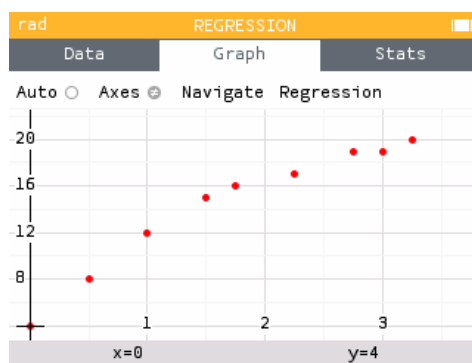 rad REGRESSION
Data Graph Stats
Auto Axes Navigate Regression
20
16
12
8
1 2 3
x=0 y=4